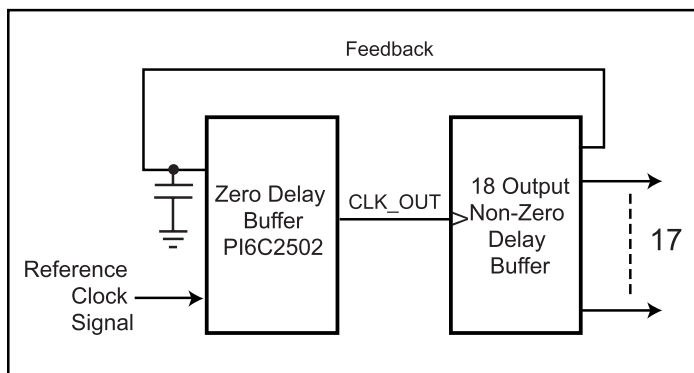 Feedback
Zero Delay
Buffer
PI6C2502
CLK_OUT
18 Output
Non-Zero
Delay
Buffer
17
Reference
Clock
Signal